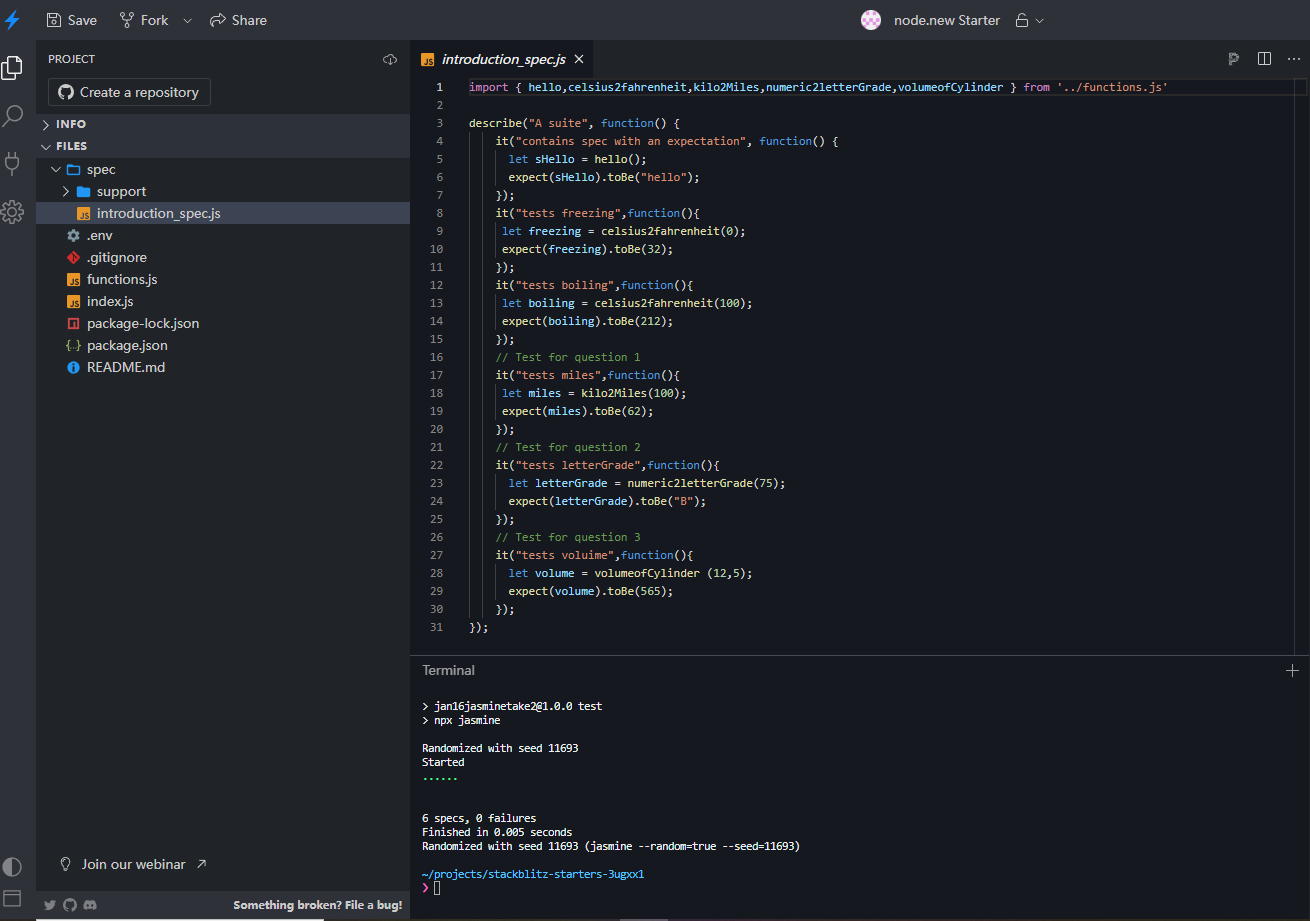 Save Fork Share node.new Starter
PROJECT
Create a repository
INFO
FILES
spec
support
JS introduction_spec.js
.env
.gitignore
JS functions.js
JS index.js
package-lock.json
{..} package.json
README.md
Join our webinar
Something broken? File a bug!
JS introduction_spec.js
1 import { hello,celsius2fahrenheit,kilo2Miles,numeric2letterGrade,volumeofCylinder } from '../functions.js'
2
3 describe("A suite", function() {
4 it("contains spec with an expectation", function() {
5 let sHello = hello();
6 expect(sHello).toBe("hello");
7 });
8 it("tests freezing",function(){
9 let freezing = celsius2fahrenheit(0);
10 expect(freezing).toBe(32);
11 });
12 it("tests boiling",function(){
13 let boiling = celsius2fahrenheit(100);
14 expect(boiling).toBe(212);
15 });
16 // Test for question 1
17 it("tests miles",function(){
18 let miles = kilo2Miles(100);
19 expect(miles).toBe(62);
20 });
21 // Test for question 2
22 it("tests letterGrade",function(){
23 let letterGrade = numeric2letterGrade(75);
24 expect(letterGrade).toBe("B");
25 });
26 // Test for question 3
27 it("tests voluime",function(){
28 let volume = volumeofCylinder (12,5);
29 expect(volume).toBe(565);
30 });
31 });
Terminal
> jan16jasminetake2@1.0.0 test
> npx jasmine
Randomized with seed 11693
Started
......
6 specs, 0 failures
Finished in 0.005 seconds
Randomized with seed 11693 (jasmine --random=true --seed=11693)
~/projects/stackblitz-starters-3ugxx1
❯